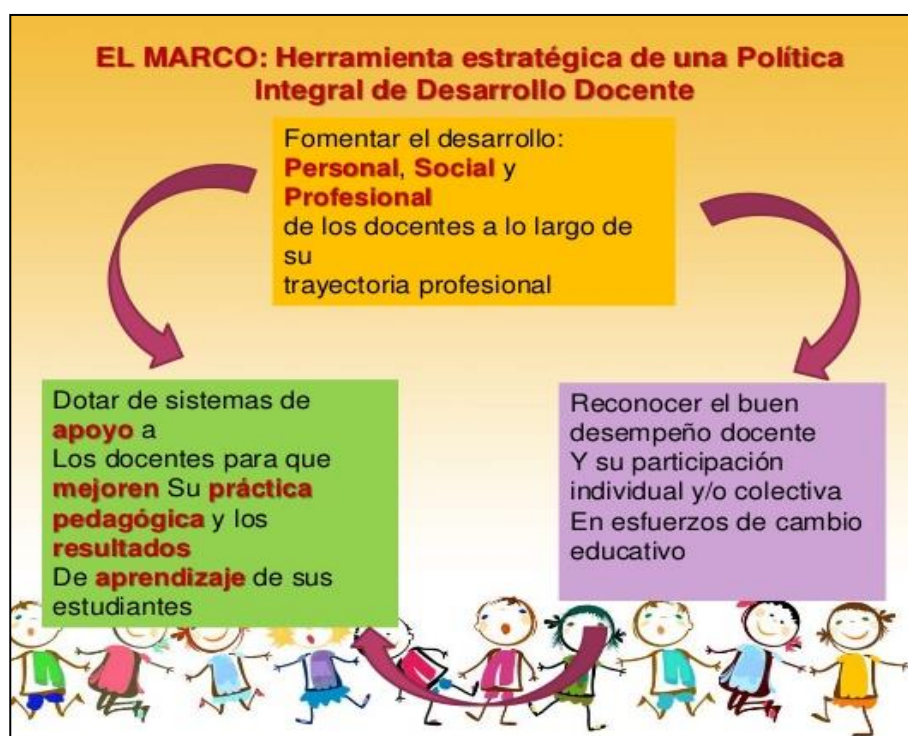 EL MARCO: Herramienta estratégica de una Política
Integral de Desarrollo Docente
Fomentar el desarrollo:
Personal, Social y
Profesional
de los docentes a lo largo de
su
trayectoria profesional
Dotar de sistemas de
apoyo a
Los docentes para que
mejoren Su práctica
pedagógica y los
resultados
De aprendizaje de sus
estudiantes
Reconocer el buen
desempeño docente
Y su participación
individual y/o colectiva
En esfuerzos de cambio
educativo